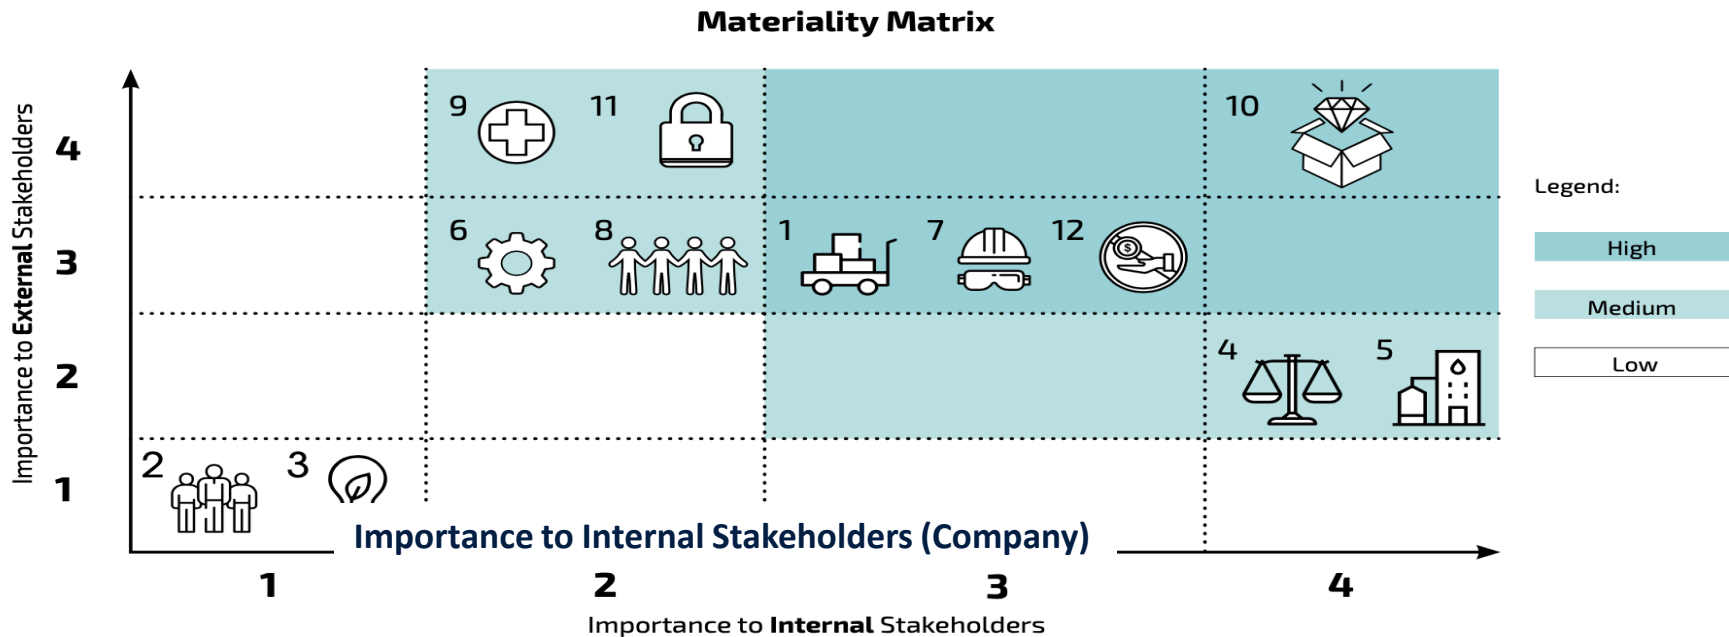 Materiality Matrix
Importance to External Stakeholders
4
3
2
1
9
11
10
6
8
1
7
12
$
4
5
2
3
Legend:
High
Medium
Low
Importance to Internal Stakeholders (Company)
1
2
3
4
Importance to Internal Stakeholders